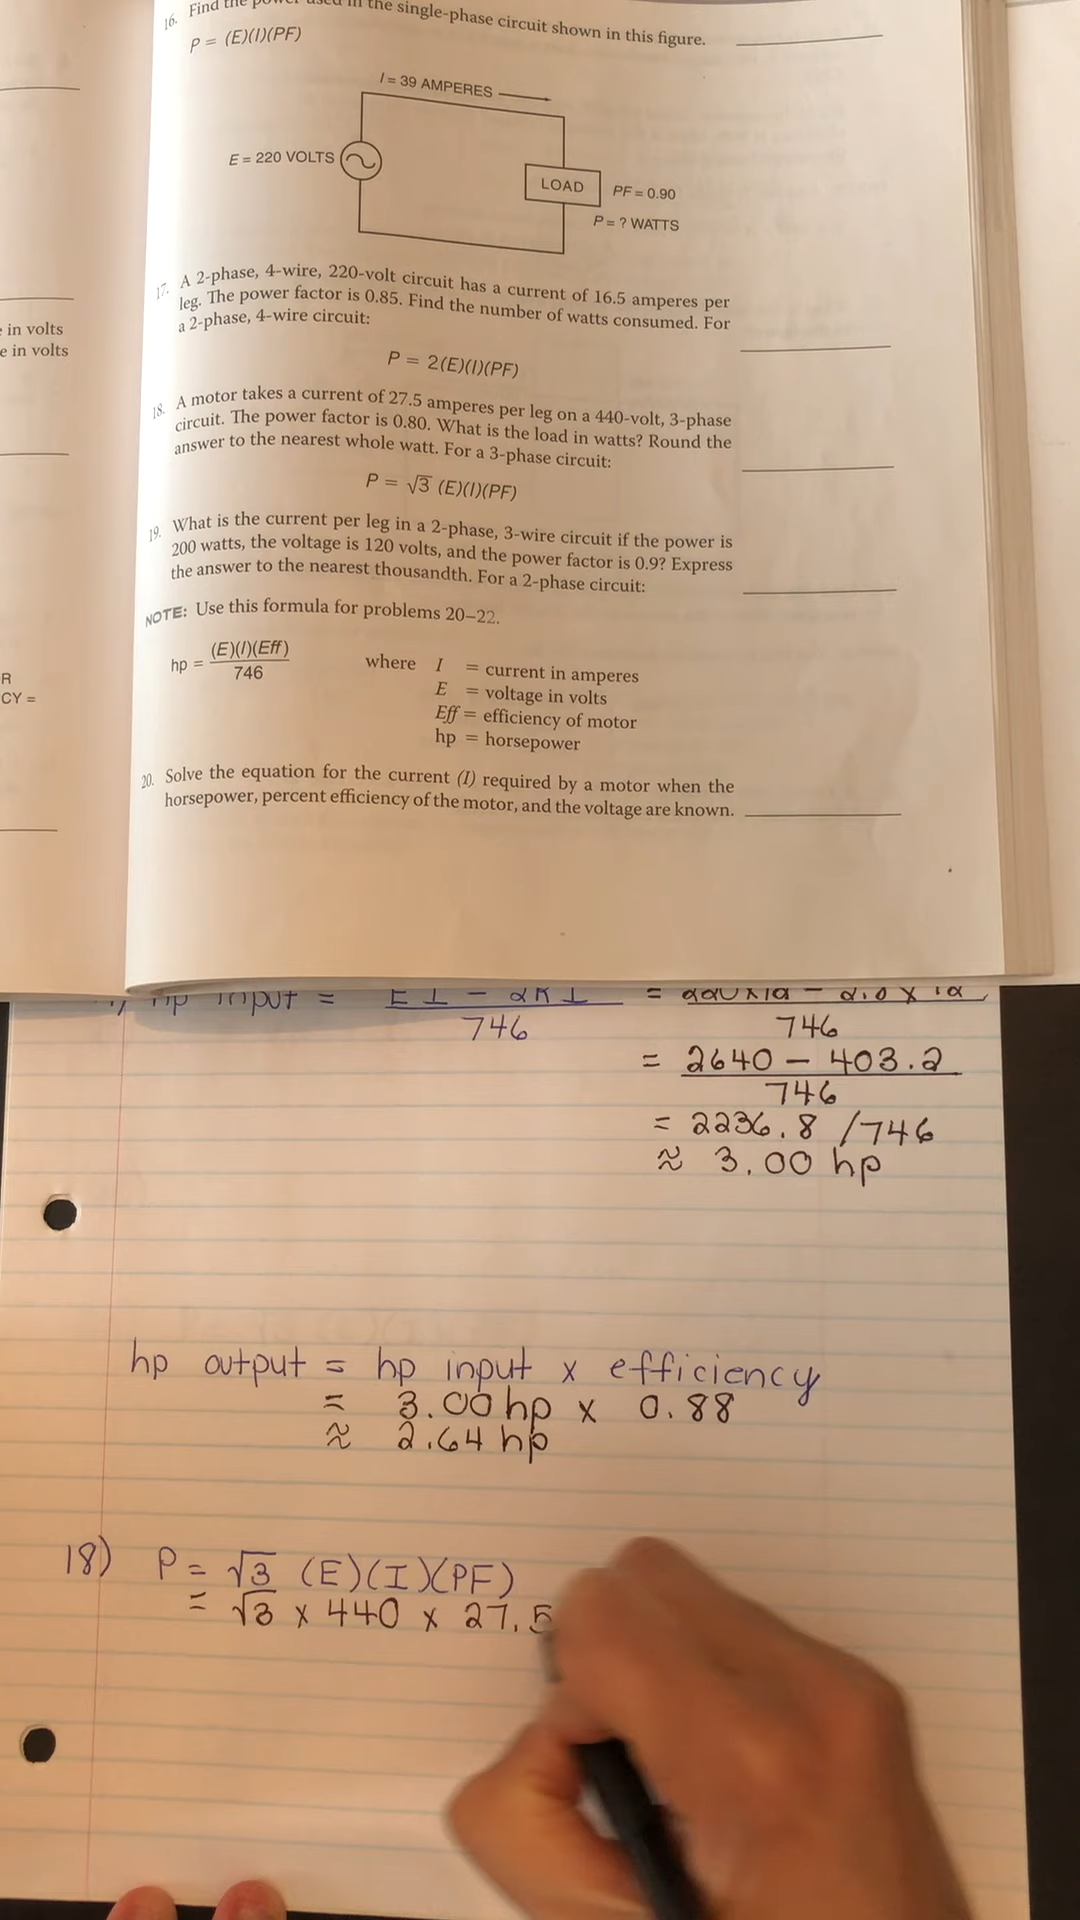 16. Find the power used in the single-phase circuit shown in this figure.
P = (E)(I)(PF)
I = 39 AMPERES
E = 220 VOLTS
LOAD
PF = 0.90
P = ? WATTS
17. A 2-phase, 4-wire, 220-volt circuit has a current of 16.5 amperes per
leg. The power factor is 0.85. Find the number of watts consumed. For
a 2-phase, 4-wire circuit:
in volts
e in volts
P = 2(E)(I)(PF)
18. A motor takes a current of 27.5 amperes per leg on a 440-volt, 3-phase
circuit. The power factor is 0.80. What is the load in watts? Round the
answer to the nearest whole watt. For a 3-phase circuit:
P = √3 (E)(I)(PF)
19. What is the current per leg in a 2-phase, 3-wire circuit if the power is
200 watts, the voltage is 120 volts, and the power factor is 0.9? Express
the answer to the nearest thousandth. For a 2-phase circuit:
NOTE: Use this formula for problems 20–22.
hp = (E)(I)(Eff)
746
where I = current in amperes
E = voltage in volts
Eff = efficiency of motor
hp = horsepower
R
CY =
20. Solve the equation for the current (I) required by a motor when the
horsepower, percent efficiency of the motor, and the voltage are known.
hp input = EI -
746
746
= 2640 - 403.2
746
= 2236.8 /746
≈ 3.00 hp
hp output = hp input x efficiency
= 3.00 hp x 0.88
≈ 2.64 hp
18) P = √3 (E)(I)(PF)
= √3 x 440 x 27.5